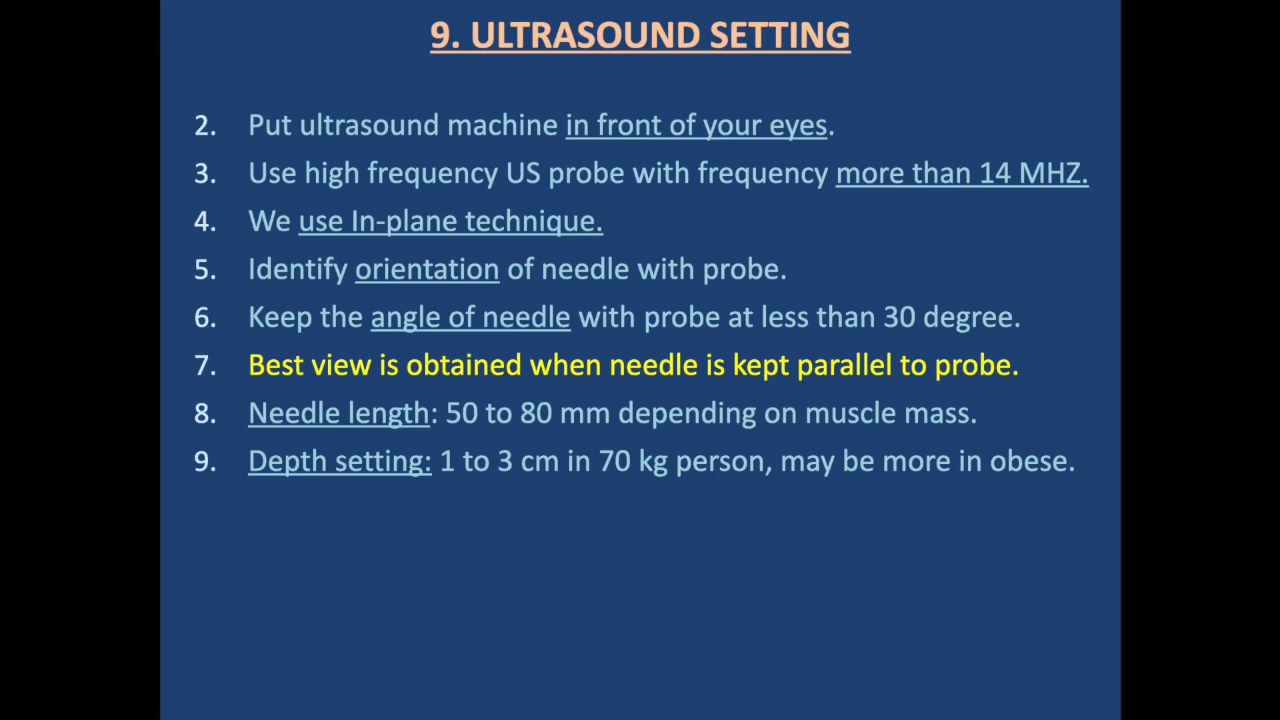 9. ULTRASOUND SETTING
2. Put ultrasound machine in front of your eyes.
3. Use high frequency US probe with frequency more than 14 MHZ.
4. We use In-plane technique.
5. Identify orientation of needle with probe.
6. Keep the angle of needle with probe at less than 30 degree.
7. Best view is obtained when needle is kept parallel to probe.
8. Needle length: 50 to 80 mm depending on muscle mass.
9. Depth setting: 1 to 3 cm in 70 kg person, may be more in obese.